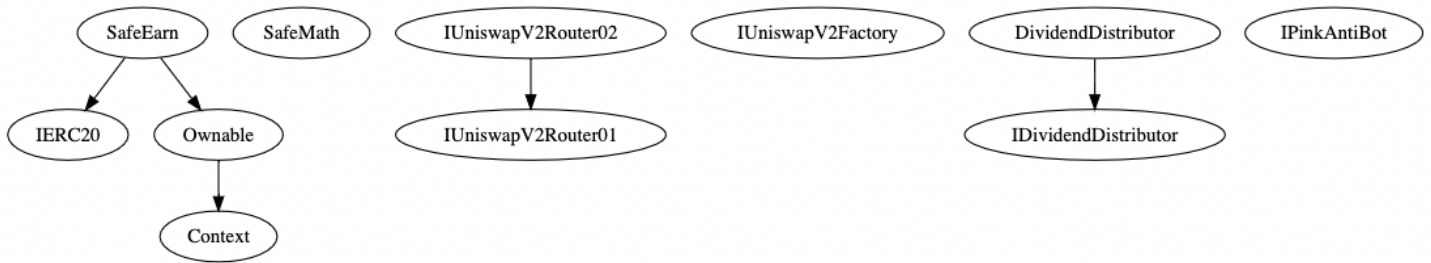 SafeEarn
SafeMath
IUniswapV2Router02
IUniswapV2Factory
DividendDistributor
IPinkAntiBot
IERC20
Ownable
IUniswapV2Router01
IDividendDistributor
Context